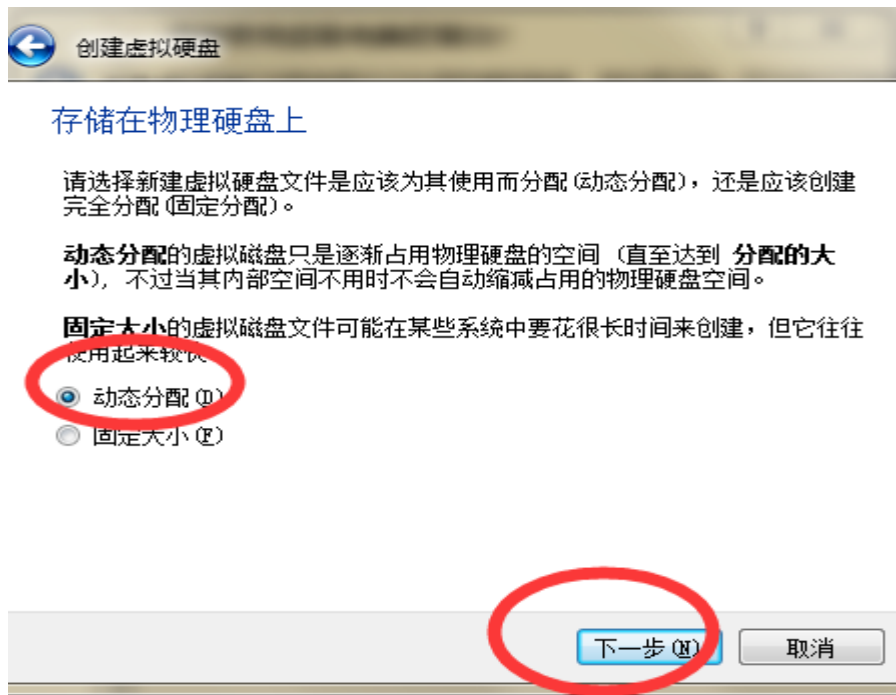 创建虚拟硬盘
存储在物理硬盘上
请选择新建虚拟硬盘文件是应该为其使用而分配(动态分配)，还是应该创建
完全分配(固定分配)。
动态分配的虚拟磁盘只是逐渐占用物理硬盘的空间 (直至达到 分配的大
小)，不过当其内部空间不用时不会自动缩减占用的物理硬盘空间。
固定大小的虚拟磁盘文件可能在某些系统中要花很长时间来创建，但它往往
使用起来较快
动态分配(D)
固定大小(F)
下一步(N)
取消